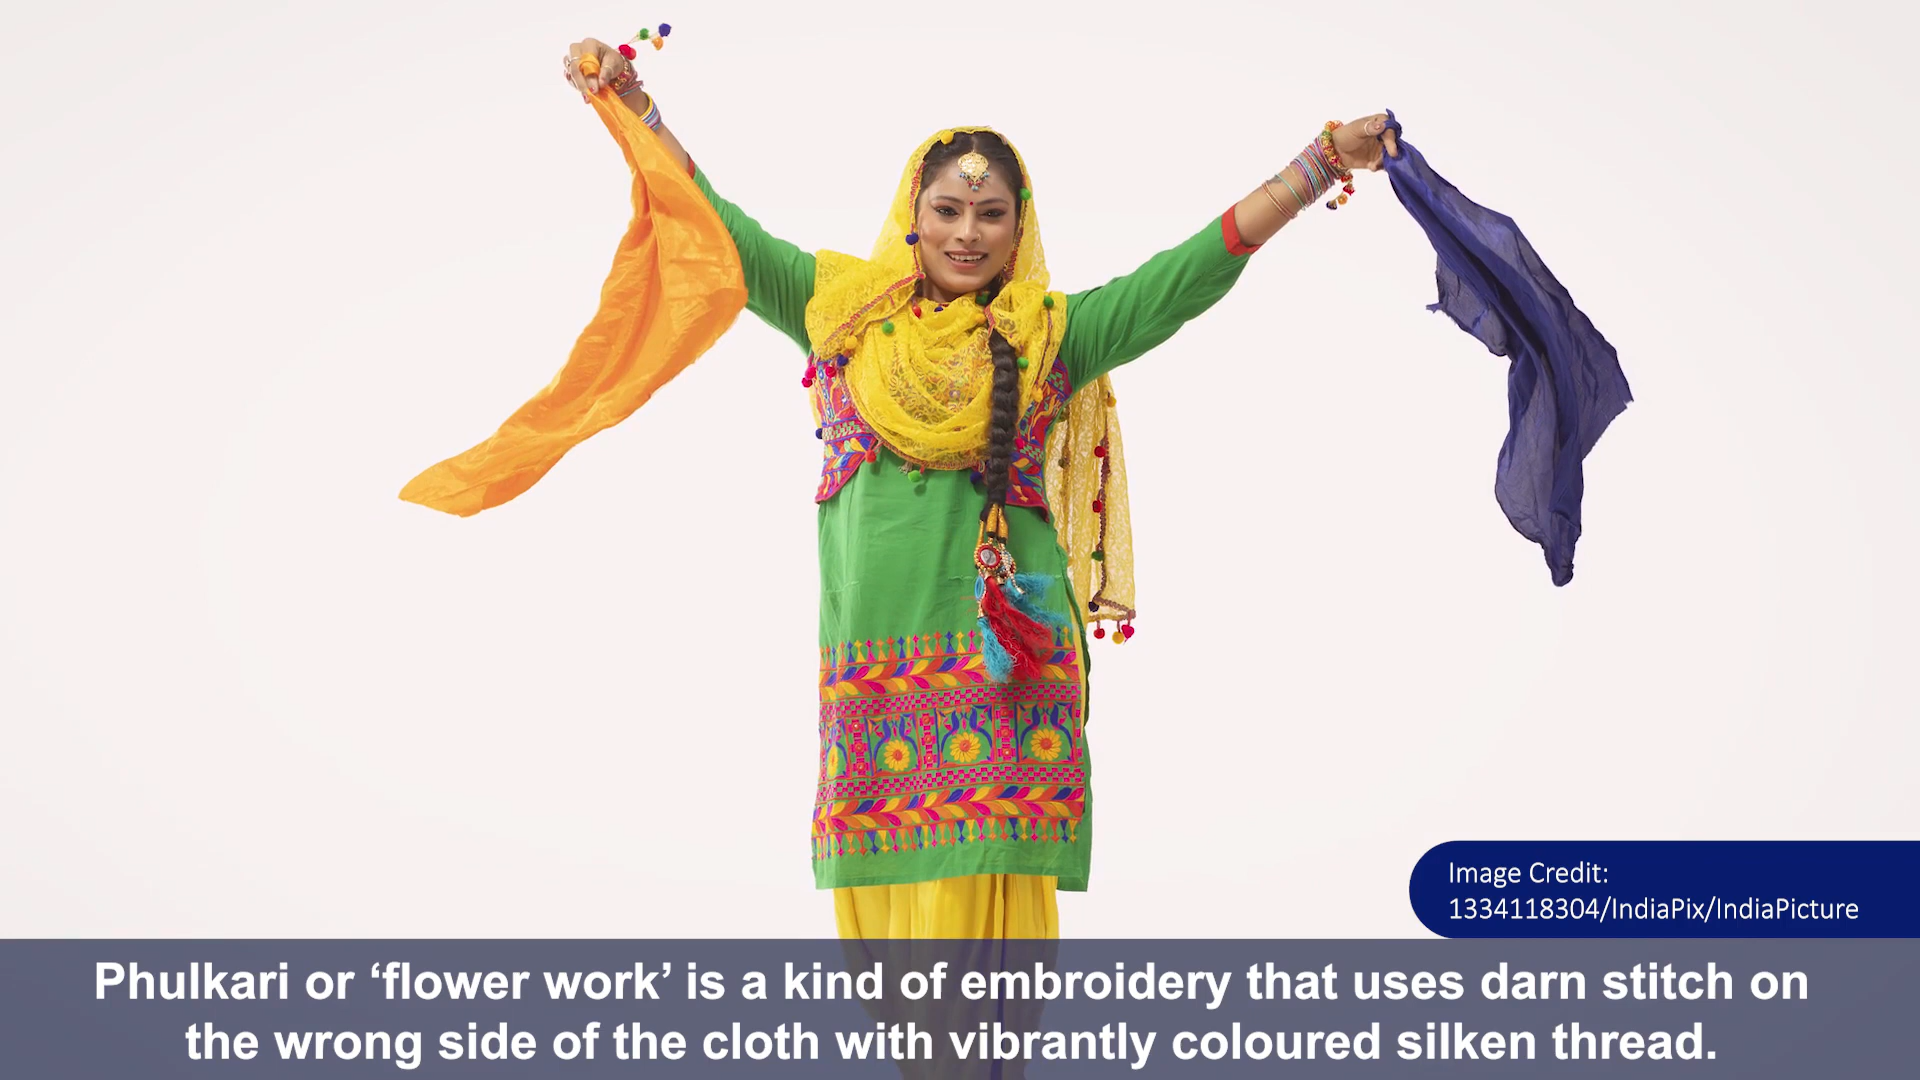 Image Credit:
1334118304/IndiaPix/IndiaPicture
Phulkari or ‘flower work’ is a kind of embroidery that uses darn stitch on
the wrong side of the cloth with vibrantly coloured silken thread.